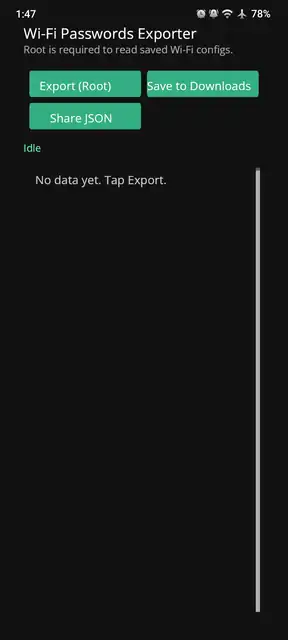 1:47
78%
Wi-Fi Passwords Exporter
Root is required to read saved Wi-Fi configs.
Export (Root)
Save to Downloads
Share JSON
Idle
No data yet. Tap Export.